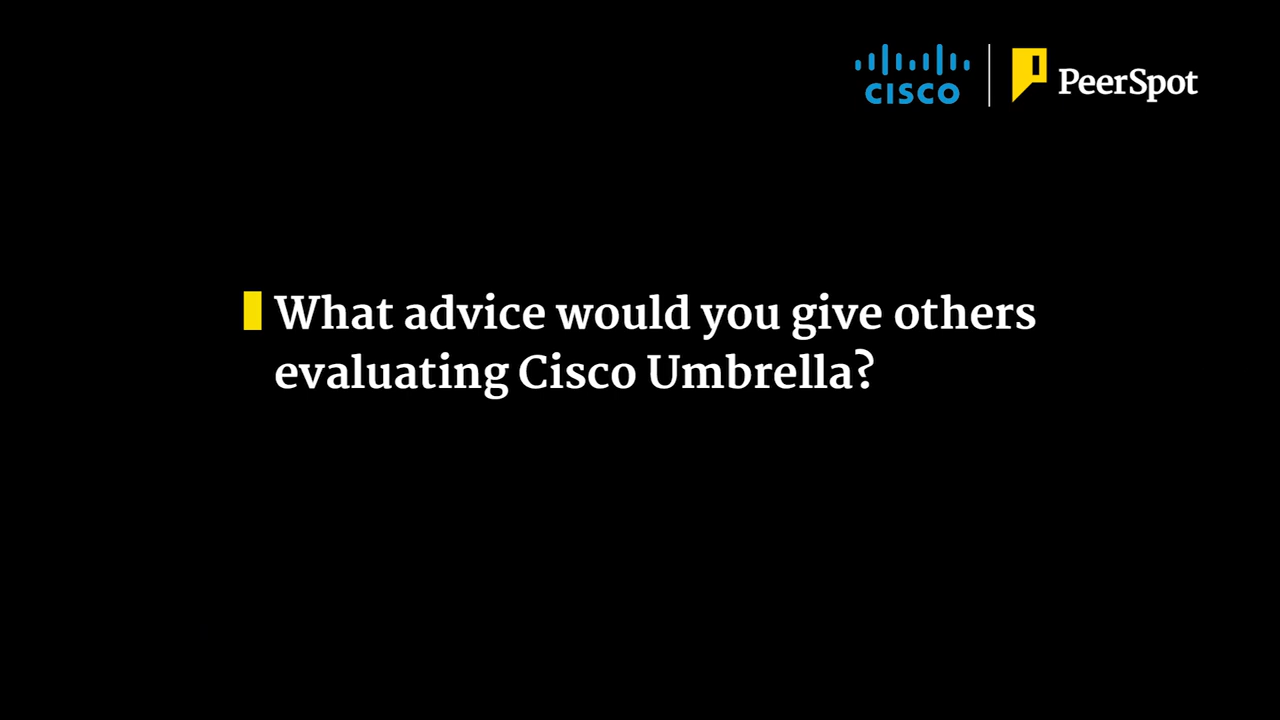 CISCO
PeerSpot
What advice would you give others
evaluating Cisco Umbrella?